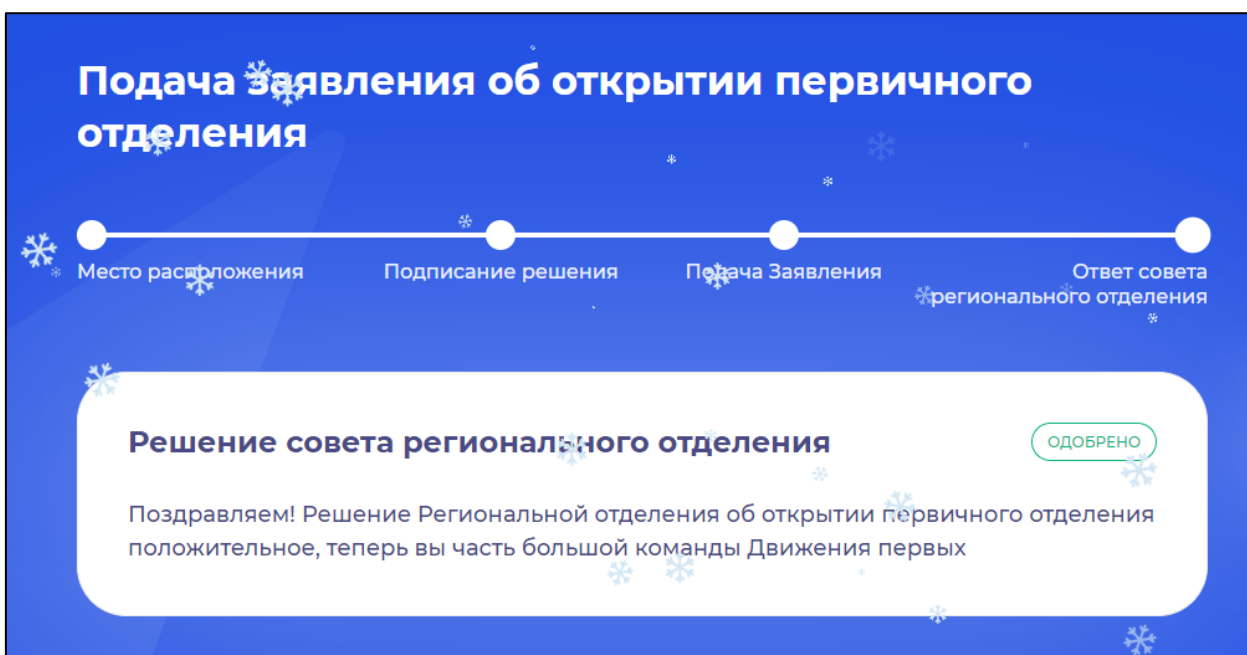 Подача заявления об открытии первичного
отделения
Место расположения
Подписание решения
Подача Заявления
Ответ совета
регионального отделения
Решение совета регионального отделения
ОДОБРЕНО
Поздравляем! Решение Региональной отделения об открытии первичного отделения
положительное, теперь вы часть большой команды Движения первых